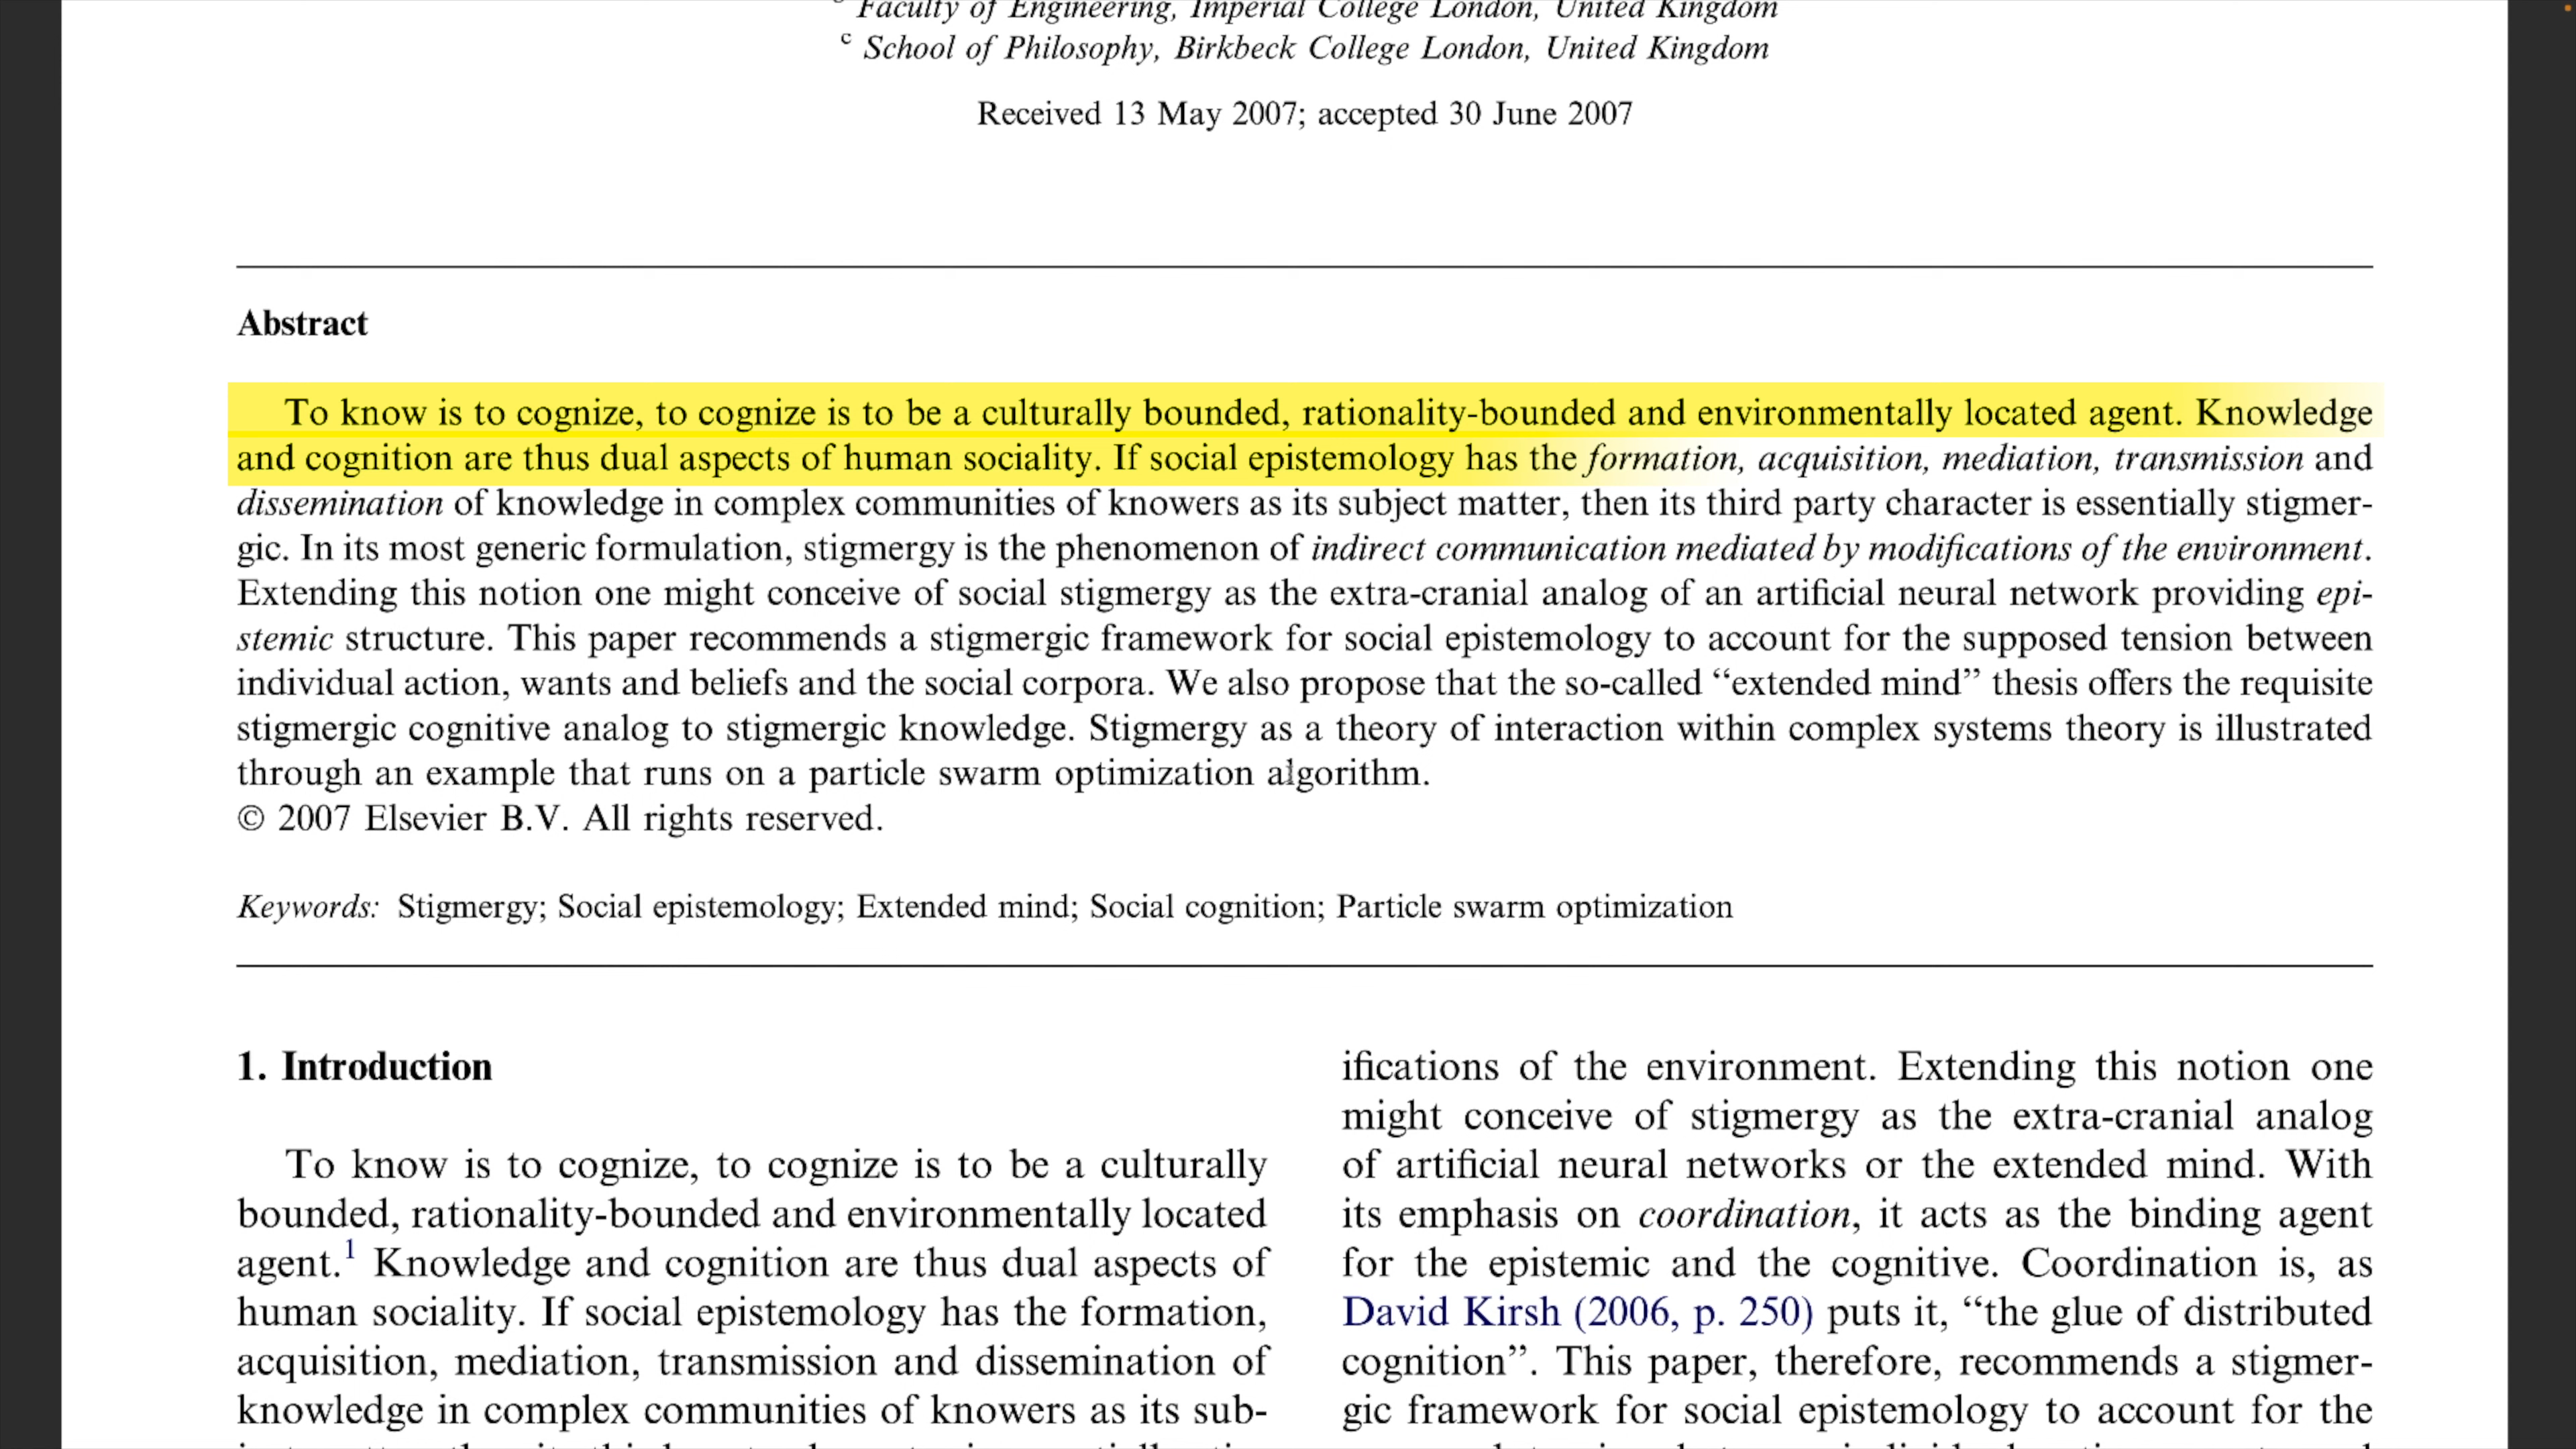 Faculty of Engineering, Imperial College London, United Kingdom
c School of Philosophy, Birkbeck College London, United Kingdom
Received 13 May 2007; accepted 30 June 2007
Abstract
To know is to cognize, to cognize is to be a culturally bounded, rationality-bounded and environmentally located agent. Knowledge
and cognition are thus dual aspects of human sociality. If social epistemology has the formation, acquisition, mediation, transmission and
dissemination of knowledge in complex communities of knowers as its subject matter, then its third party character is essentially stigmer-
gic. In its most generic formulation, stigmergy is the phenomenon of indirect communication mediated by modifications of the environment.
Extending this notion one might conceive of social stigmergy as the extra-cranial analog of an artificial neural network providing epi-
stemic structure. This paper recommends a stigmergic framework for social epistemology to account for the supposed tension between
individual action, wants and beliefs and the social corpora. We also propose that the so-called “extended mind” thesis offers the requisite
stigmergic cognitive analog to stigmergic knowledge. Stigmergy as a theory of interaction within complex systems theory is illustrated
through an example that runs on a particle swarm optimization algorithm.
© 2007 Elsevier B.V. All rights reserved.
Keywords: Stigmergy; Social epistemology; Extended mind; Social cognition; Particle swarm optimization
1. Introduction
To know is to cognize, to cognize is to be a culturally
bounded, rationality-bounded and environmentally located
agent.1 Knowledge and cognition are thus dual aspects of
human sociality. If social epistemology has the formation,
acquisition, mediation, transmission and dissemination of
knowledge in complex communities of knowers as its sub-
ifications of the environment. Extending this notion one
might conceive of stigmergy as the extra-cranial analog
of artificial neural networks or the extended mind. With
its emphasis on coordination, it acts as the binding agent
for the epistemic and the cognitive. Coordination is, as
David Kirsh (2006, p. 250) puts it, “the glue of distributed
cognition”. This paper, therefore, recommends a stigmer-
gic framework for social epistemology to account for the